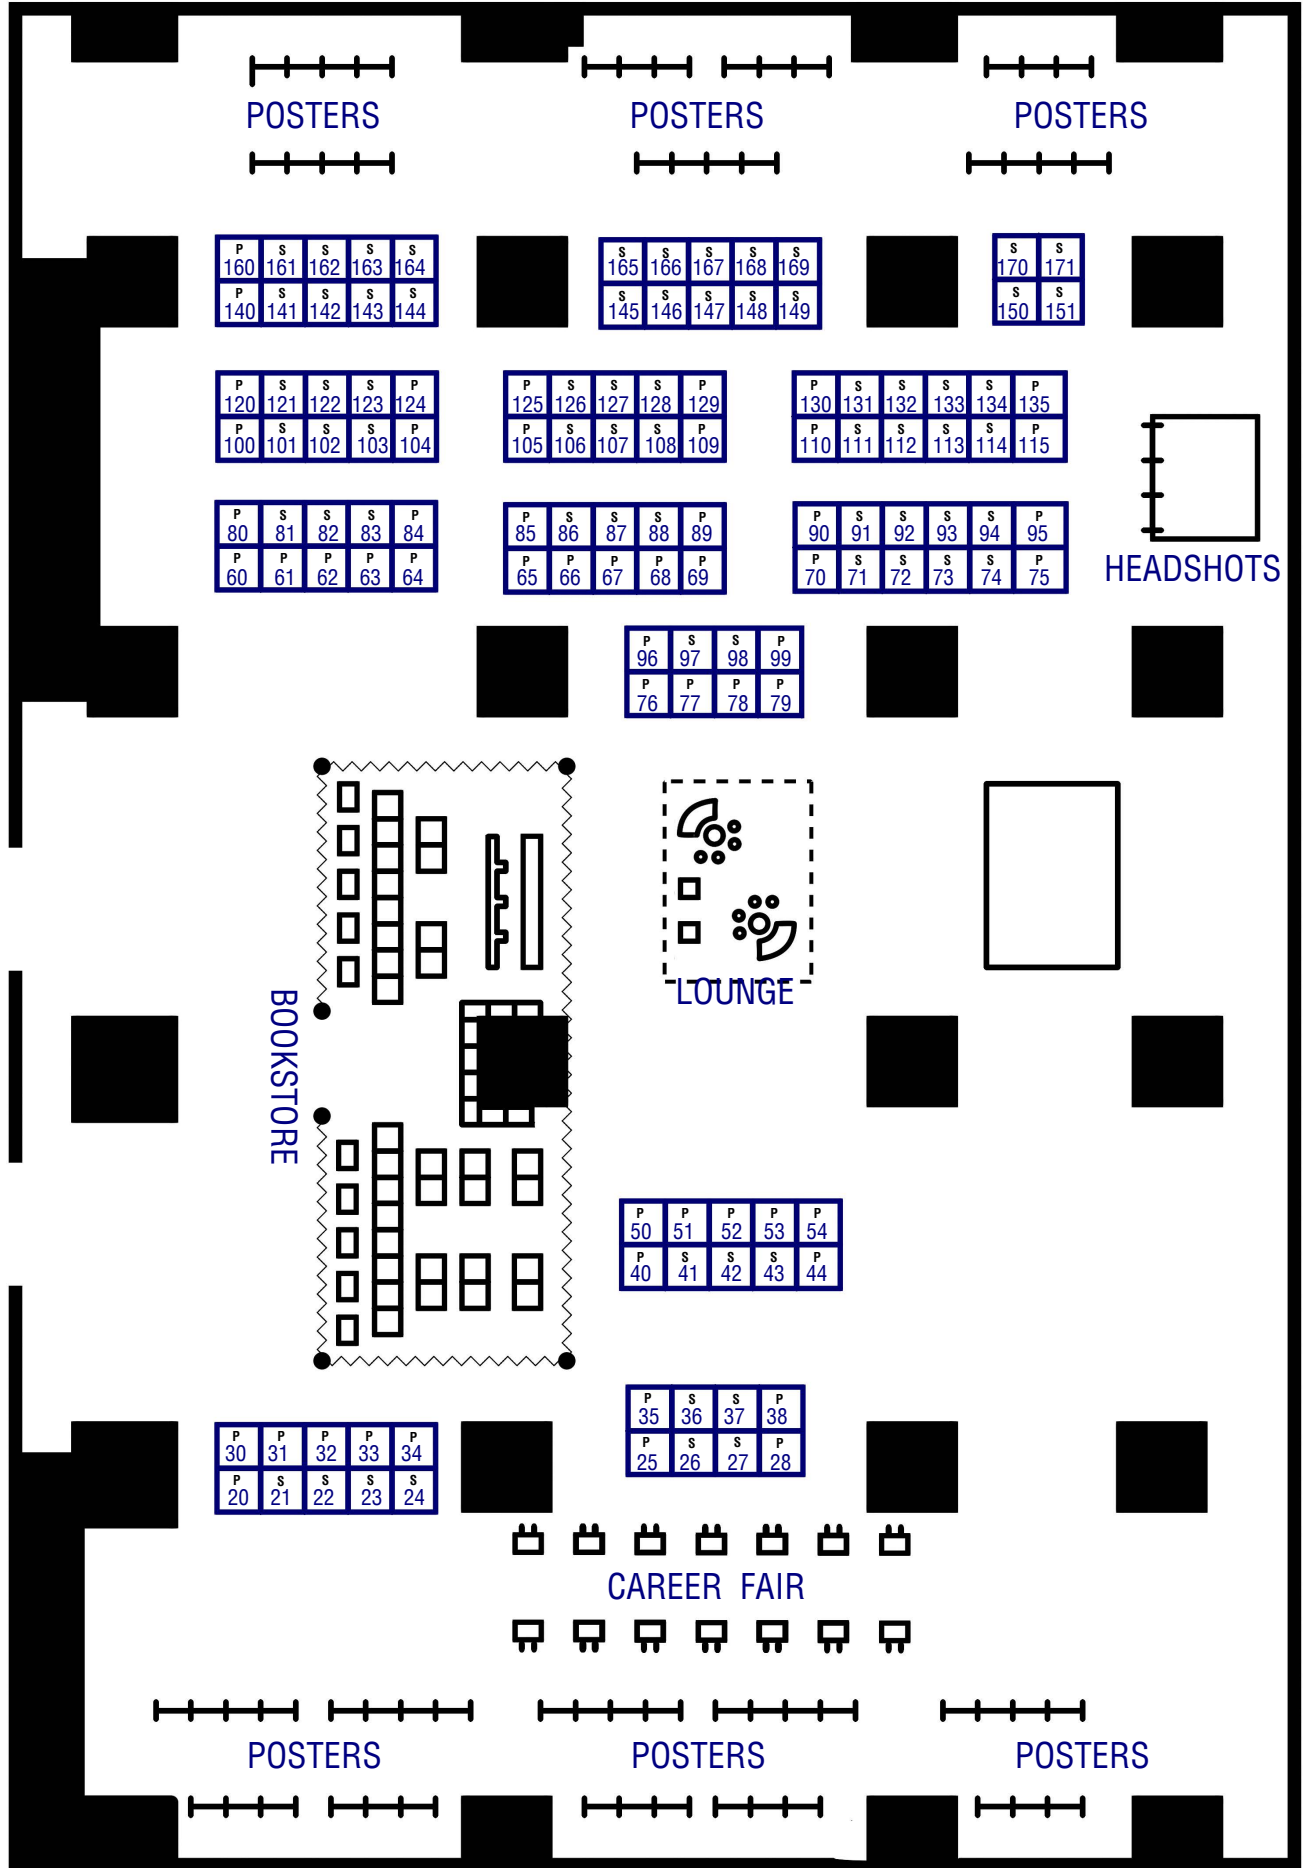 POSTERS POSTERS POSTERS
P S S S S
160 161 162 163 164
P S S S S
140 141 142 143 144
S S S S S
165 166 167 168 169
S S S S S
145 146 147 148 149
S S
170 171
S S
150 151
P S S S P
120 121 122 123 124
P S S S P
100 101 102 103 104
P S S S P
125 126 127 128 129
P S S S P
105 106 107 108 109
P S S S S P
130 131 132 133 134 135
P S S S S P
110 111 112 113 114 115
P S S S P
80 81 82 83 84
P P P P P
60 61 62 63 64
P S S S P
85 86 87 88 89
P P P P P
65 66 67 68 69
P S S S S P
90 91 92 93 94 95
P S S S S P
70 71 72 73 74 75
HEADSHOTS
P S S P
96 97 98 99
P P P P
76 77 78 79
LOUNGE
BOOKSTORE
P P P P P
50 51 52 53 54
P S S S P
40 41 42 43 44
P S S P
35 36 37 38
P S S P
25 26 27 28
P P P P P
30 31 32 33 34
P S S S S
20 21 22 23 24
CAREER FAIR
POSTERS POSTERS POSTERS